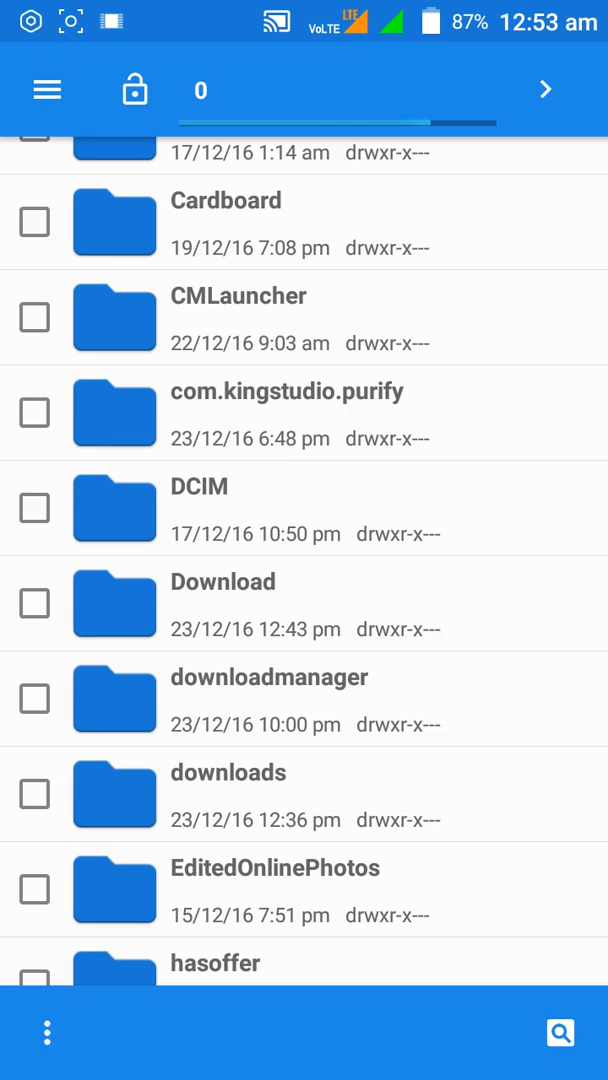 VoLTE LTE 87% 12:53 am
0
17/12/16 1:14 am drwxr-x---
Cardboard
19/12/16 7:08 pm drwxr-x---
CMLauncher
22/12/16 9:03 am drwxr-x---
com.kingstudio.purify
23/12/16 6:48 pm drwxr-x---
DCIM
17/12/16 10:50 pm drwxr-x---
Download
23/12/16 12:43 pm drwxr-x---
downloadmanager
23/12/16 10:00 pm drwxr-x---
downloads
23/12/16 12:36 pm drwxr-x---
EditedOnlinePhotos
15/12/16 7:51 pm drwxr-x---
hasoffer